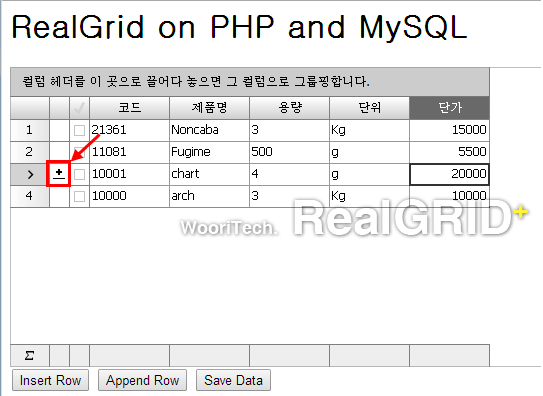 RealGrid on PHP and MySQL
컬럼 헤더를 이 곳으로 끌어다 놓으면 그 컬럼으로 그룹핑합니다.
코드 제품명 용량 단위 단가
1 21361 Noncaba 3 Kg 15000
2 11081 Fugime 500 g 5500
10001 chart 4 g 20000
4 10000 arch 3 Kg 10000
WooriTech. RealGRID+
Σ
Insert Row Append Row Save Data